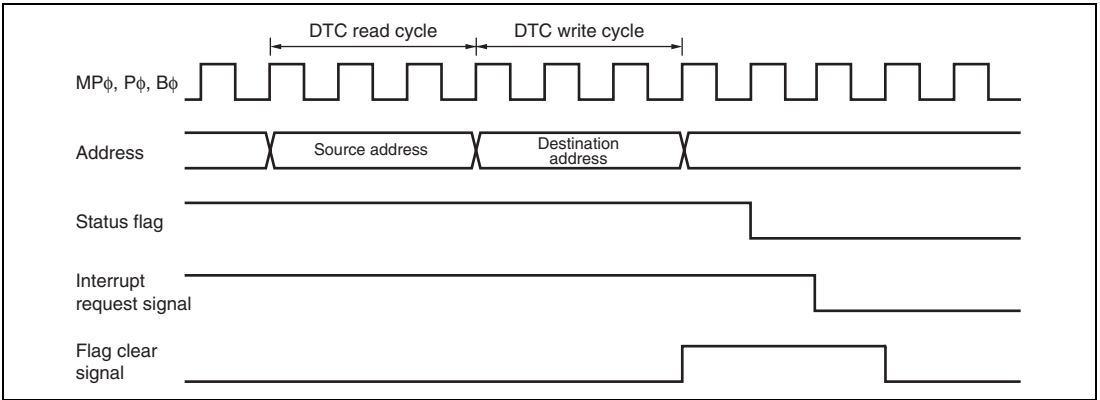 DTC read cycle
DTC write cycle
MPϕ, Pϕ, Bϕ
Address
Source address
Destination
address
Status flag
Interrupt
request signal
Flag clear
signal